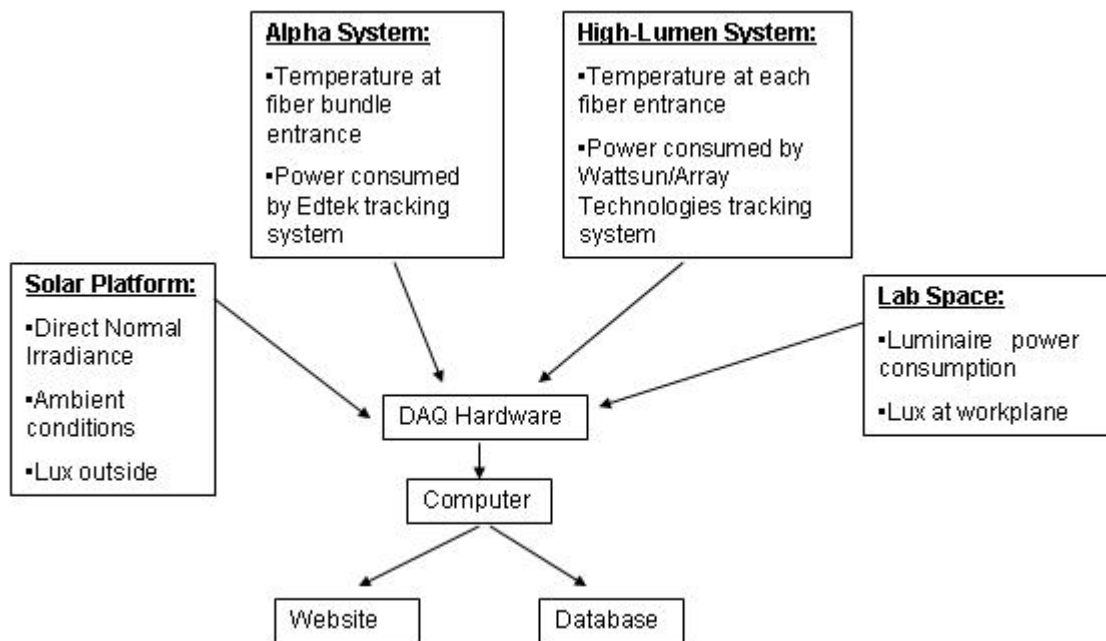 Alpha System:
▪Temperature at
fiber bundle
entrance
▪Power consumed
by Edtek tracking
system
High-Lumen System:
▪Temperature at each
fiber entrance
▪Power consumed by
Wattsun/Array
Technologies tracking
system
Solar Platform:
▪Direct Normal
Irradiance
▪Ambient
conditions
▪Lux outside
Lab Space:
▪Luminaire power
consumption
▪Lux at workplane
DAQ Hardware
Computer
Website
Database